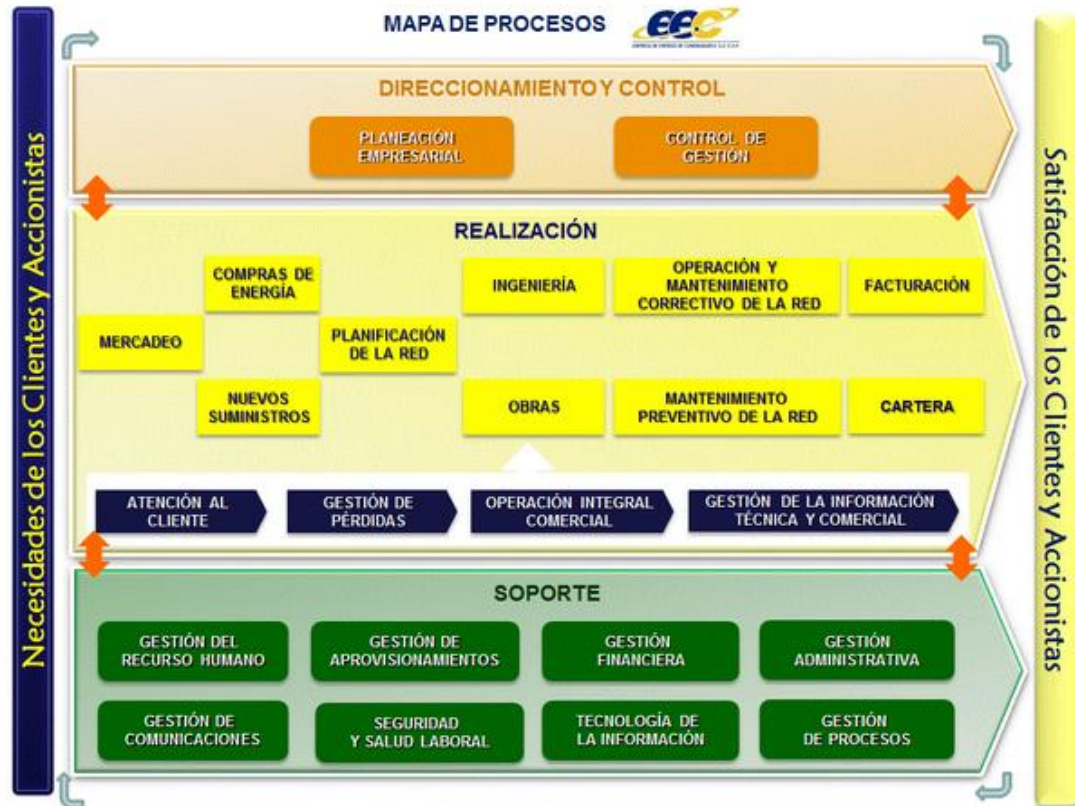 MAPA DE PROCESOS
eec
Necesidades de los Clientes y Accionistas
DIRECCIONAMIENTO Y CONTROL
PLANEACIÓN
EMPRESARIAL
CONTROL DE
GESTIÓN
REALIZACIÓN
MERCADEO
COMPRAS DE
ENERGÍA
NUEVOS
SUMINISTROS
PLANIFICACIÓN
DE LA RED
INGENIERÍA
OBRAS
OPERACIÓN Y
MANTENIMIENTO
CORRECTIVO DE LA RED
MANTENIMIENTO
PREVENTIVO DE LA RED
FACTURACIÓN
CARTERA
ATENCIÓN AL
CLIENTE
GESTIÓN DE
PÉRDIDAS
OPERACIÓN INTEGRAL
COMERCIAL
GESTIÓN DE LA INFORMACIÓN
TÉCNICA Y COMERCIAL
SOPORTE
GESTIÓN DEL
RECURSO HUMANO
GESTIÓN DE
APROVISIONAMIENTOS
GESTIÓN
FINANCIERA
GESTIÓN
ADMINISTRATIVA
GESTIÓN DE
COMUNICACIONES
SEGURIDAD
Y SALUD LABORAL
TECNOLOGÍA DE
LA INFORMACIÓN
GESTIÓN
DE PROCESOS
Satisfacción de los Clientes y Accionistas